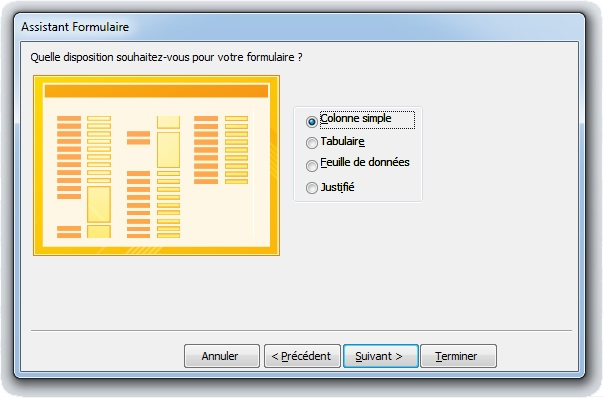 Assistant Formulaire
Quelle disposition souhaitez-vous pour votre formulaire ?
Colonne simple
Tabulaire
Feuille de données
Justifié
Annuler
< Précédent
Suivant >
Terminer